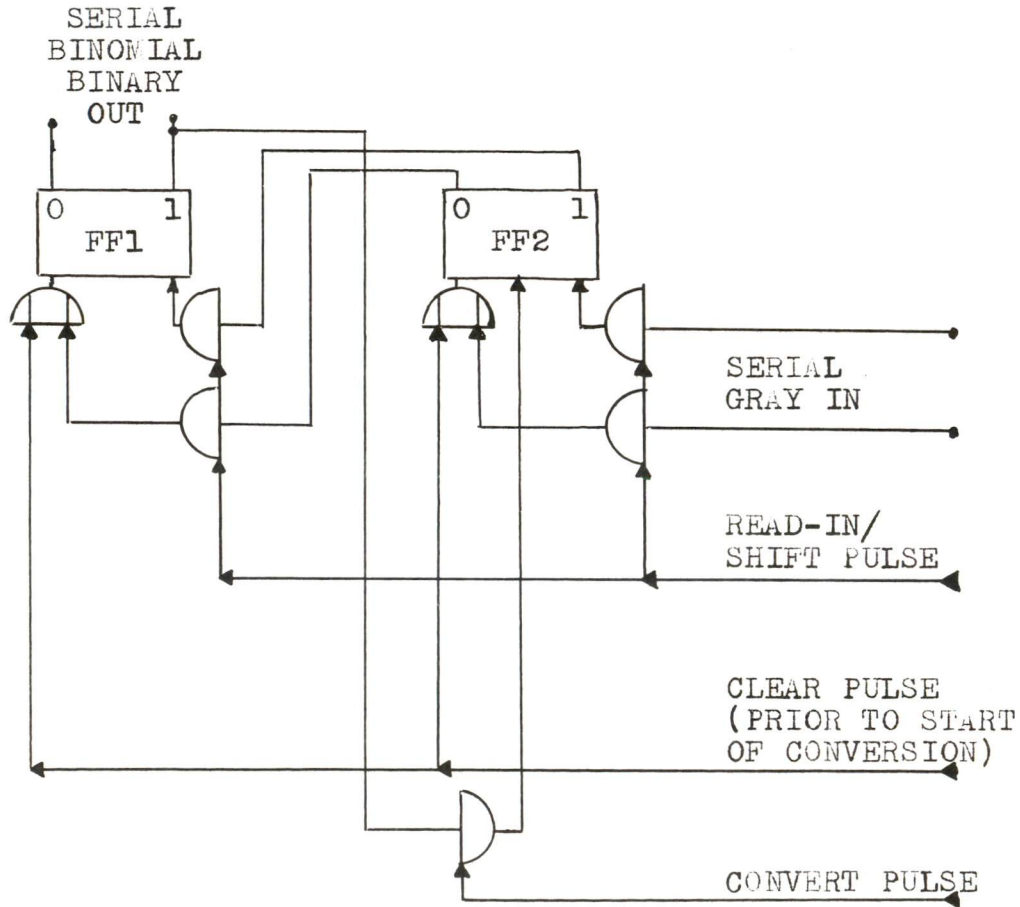 SERIAL
BINOMIAL
BINARY
OUT
0 1
FF1
0 1
FF2
SERIAL
GRAY IN
READ-IN/
SHIFT PULSE
CLEAR PULSE
(PRIOR TO START
OF CONVERSION)
CONVERT PULSE